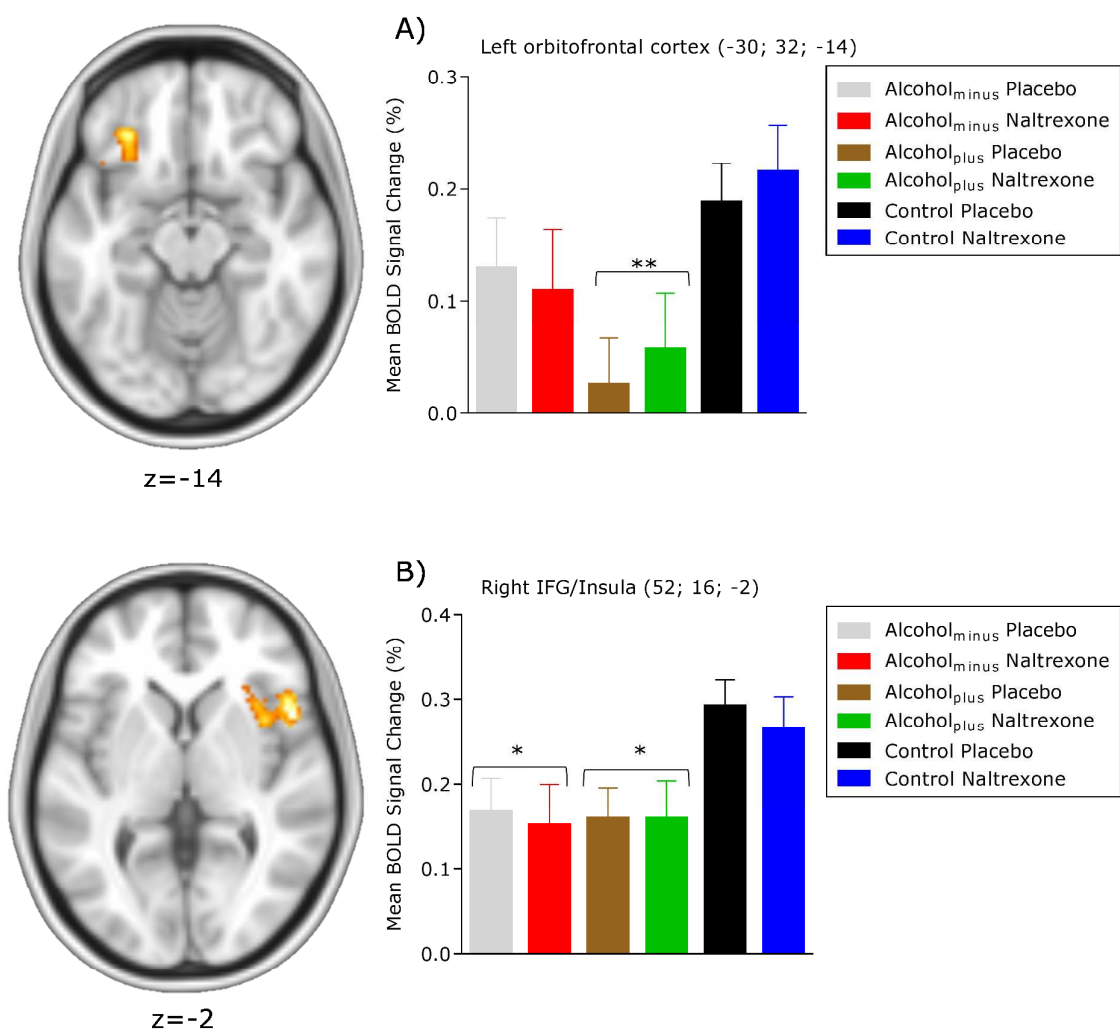 A)
Left orbitofrontal cortex (-30; 32; -14)
Mean BOLD Signal Change (%)
0.3
0.2
0.1
0.0
**
Alcoholminus Placebo
Alcoholminus Naltrexone
Alcoholplus Placebo
Alcoholplus Naltrexone
Control Placebo
Control Naltrexone
z=-14
B)
Right IFG/Insula (52; 16; -2)
Mean BOLD Signal Change (%)
0.4
0.3
0.2
0.1
0.0
*
*
Alcoholminus Placebo
Alcoholminus Naltrexone
Alcoholplus Placebo
Alcoholplus Naltrexone
Control Placebo
Control Naltrexone
z=-2